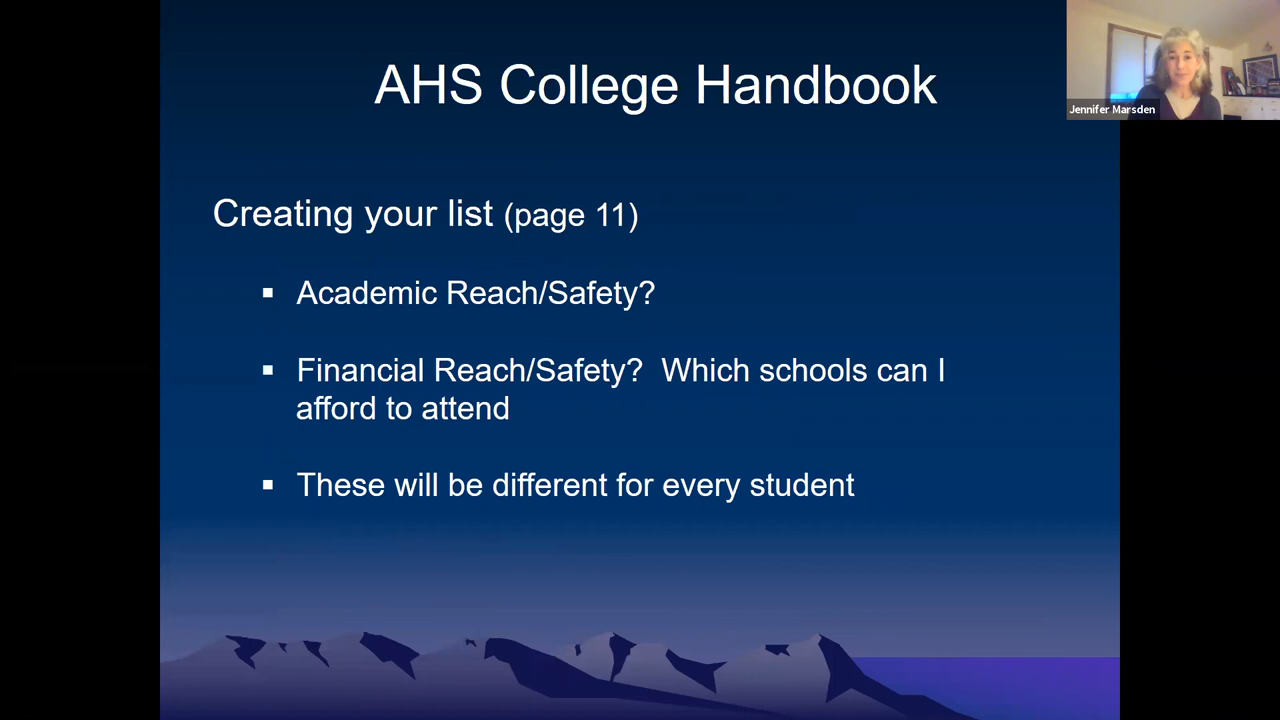 AHS College Handbook
Jennifer Marsden
Creating your list (page 11)
▪ Academic Reach/Safety?
▪ Financial Reach/Safety?  Which schools can I
afford to attend
▪ These will be different for every student